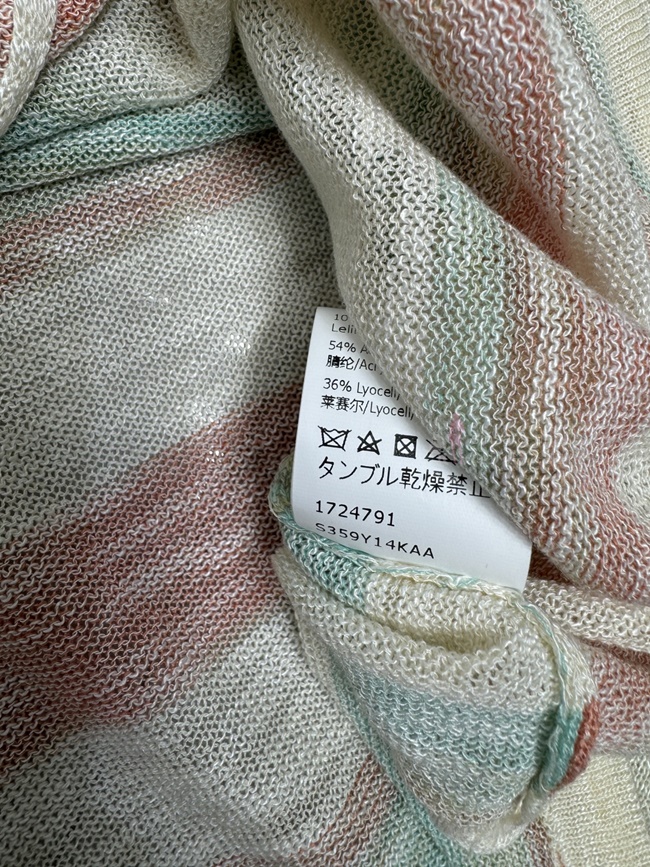 10
54%
腈纶/Acr
36% Lyocell,
莱赛尔/Lyocell,
タンブル乾燥禁止
1724791
S359Y14KAA